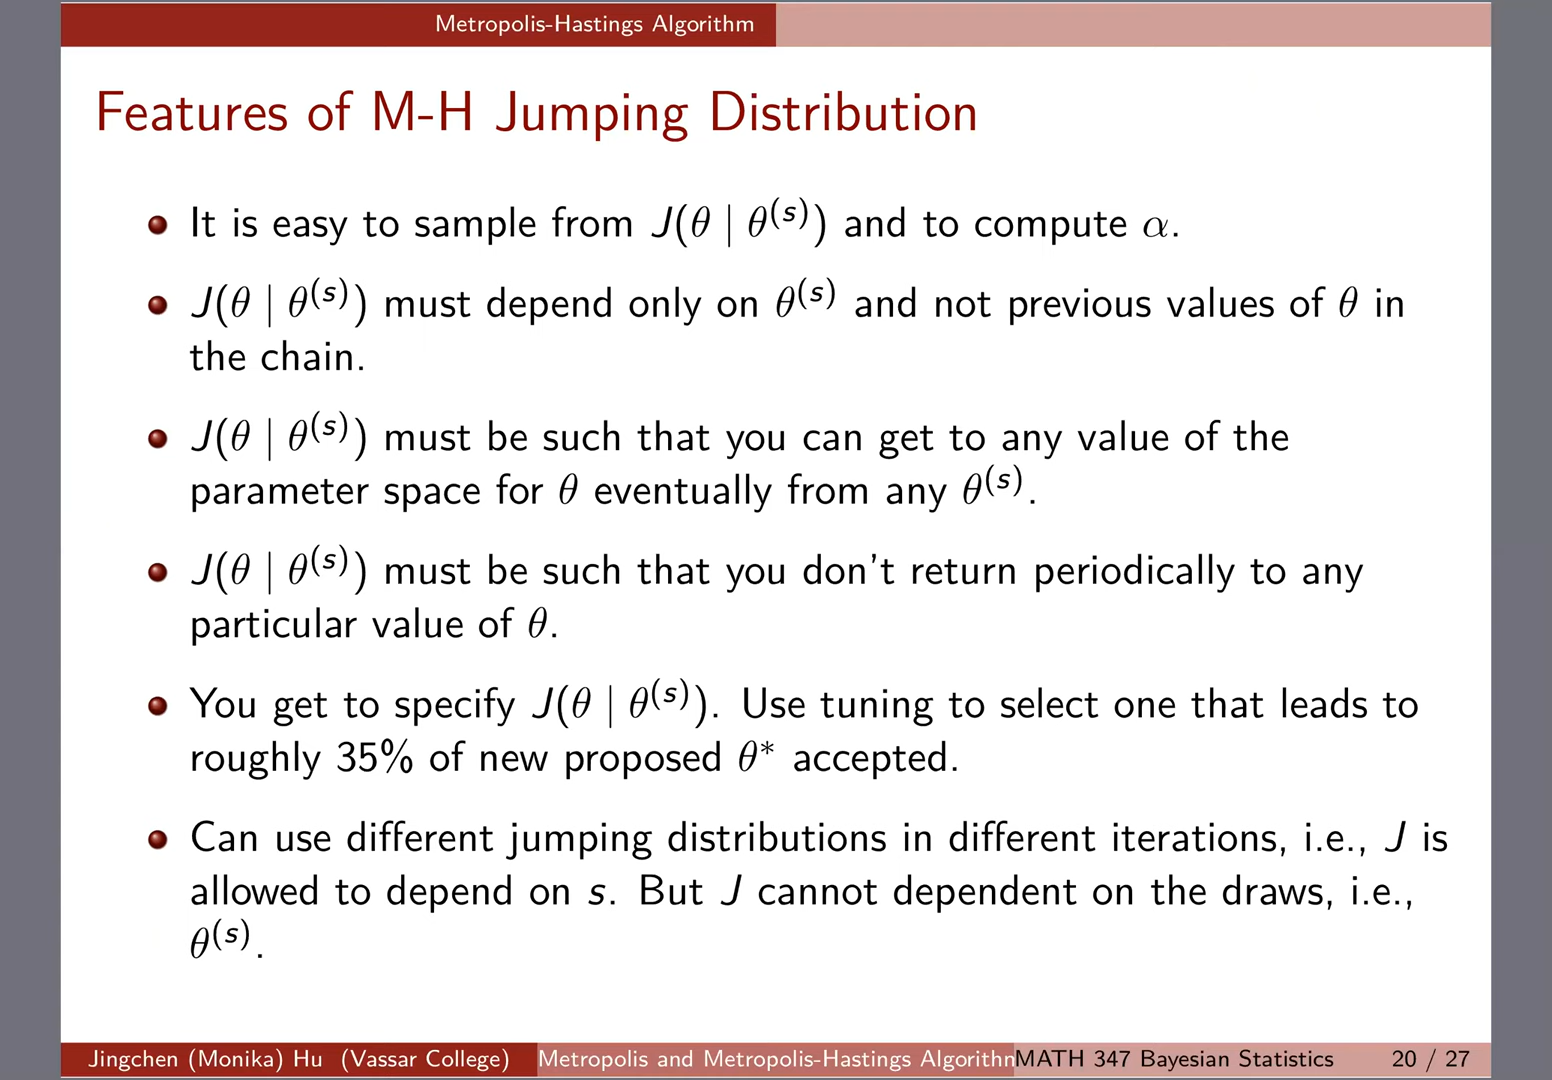 Metropolis-Hastings Algorithm
Features of M-H Jumping Distribution
It is easy to sample from J(θ | θ^(s)) and to compute α.
J(θ | θ^(s)) must depend only on θ^(s) and not previous values of θ in
the chain.
J(θ | θ^(s)) must be such that you can get to any value of the
parameter space for θ eventually from any θ^(s).
J(θ | θ^(s)) must be such that you don't return periodically to any
particular value of θ.
You get to specify J(θ | θ^(s)). Use tuning to select one that leads to
roughly 35% of new proposed θ* accepted.
Can use different jumping distributions in different iterations, i.e., J is
allowed to depend on s. But J cannot dependent on the draws, i.e.,
θ^(s).
Jingchen (Monika) Hu (Vassar College) Metropolis and Metropolis-Hastings Algorithn MATH 347 Bayesian Statistics 20 / 27